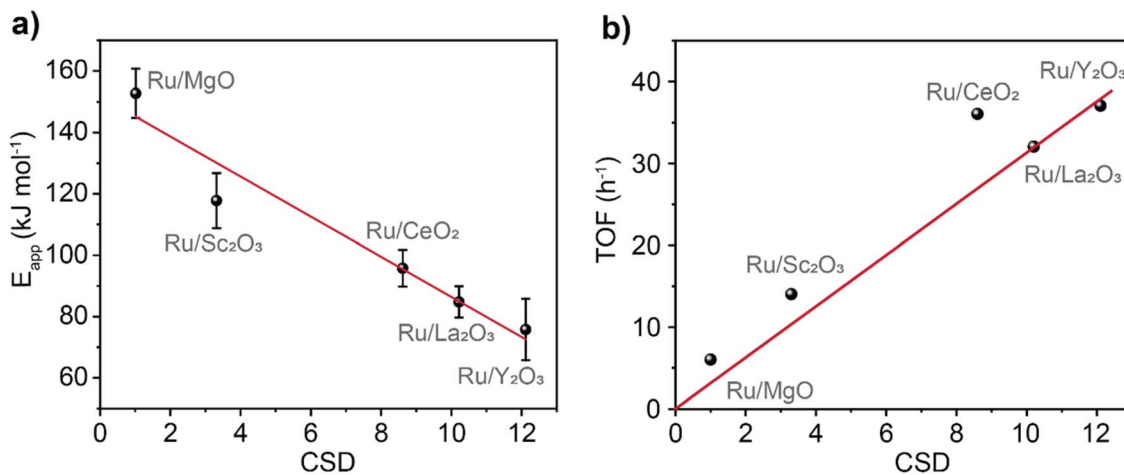 a)
E_app (kJ mol⁻¹)
160
140
120
100
80
60
Ru/MgO
Ru/Sc₂O₃
Ru/CeO₂
Ru/La₂O₃
Ru/Y₂O₃
0 2 4 6 8 10 12
CSD
b)
TOF (h⁻¹)
40
30
20
10
0
Ru/Y₂O₃
Ru/CeO₂
Ru/La₂O₃
Ru/Sc₂O₃
Ru/MgO
0 2 4 6 8 10 12
CSD